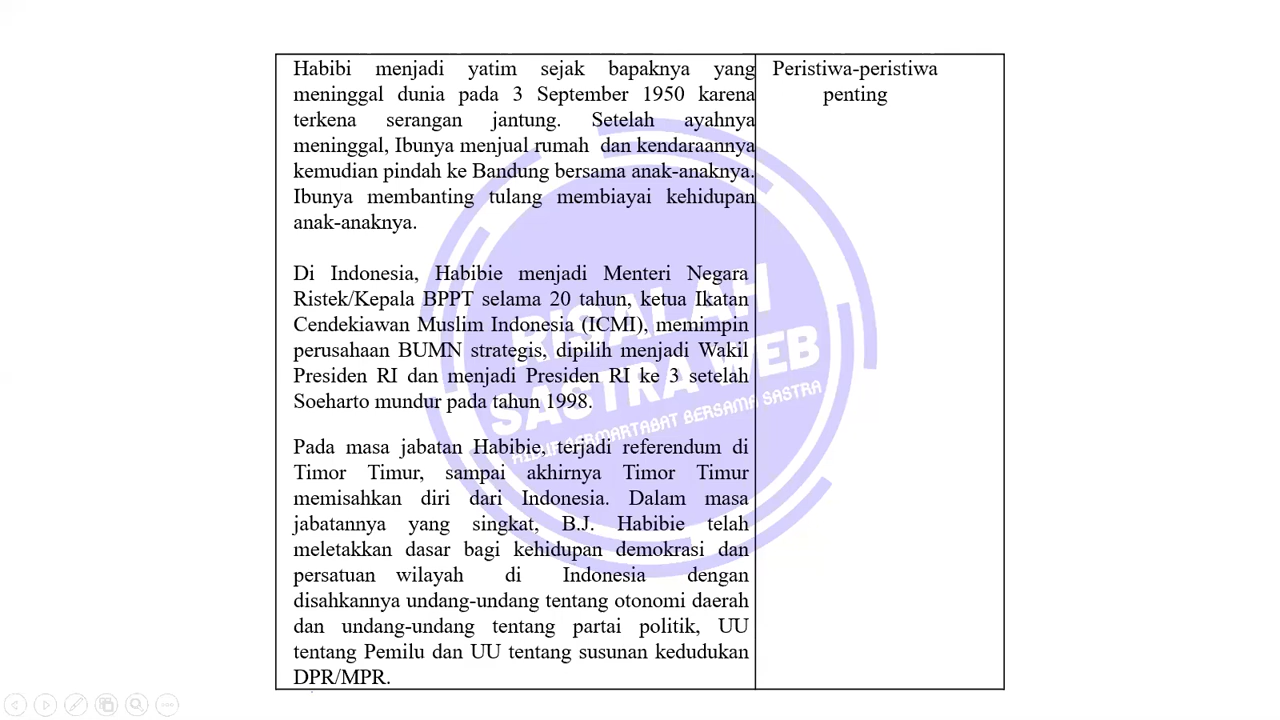 Habibi menjadi yatim sejak bapaknya yang
meninggal dunia pada 3 September 1950 karena
terkena serangan jantung. Setelah ayahnya
meninggal, Ibunya menjual rumah dan kendaraannya
kemudian pindah ke Bandung bersama anak-anaknya.
Ibunya membanting tulang membiayai kehidupan
anak-anaknya.
Di Indonesia, Habibie menjadi Menteri Negara
Ristek/Kepala BPPT selama 20 tahun, ketua Ikatan
Cendekiawan Muslim Indonesia (ICMI), memimpin
perusahaan BUMN strategis, dipilih menjadi Wakil
Presiden RI dan menjadi Presiden RI ke 3 setelah
Soeharto mundur pada tahun 1998.
Pada masa jabatan Habibie, terjadi referendum di
Timor Timur, sampai akhirnya Timor Timur
memisahkan diri dari Indonesia. Dalam masa
jabatannya yang singkat, B.J. Habibie telah
meletakkan dasar bagi kehidupan demokrasi dan
persatuan wilayah di Indonesia dengan
disahkannya undang-undang tentang otonomi daerah
dan undang-undang tentang partai politik, UU
tentang Pemilu dan UU tentang susunan kedudukan
DPR/MPR.
Peristiwa-peristiwa
penting
RISALAH
SASTRA WEB
HIDUP BERMARTABAT BERSAMA SASTRA